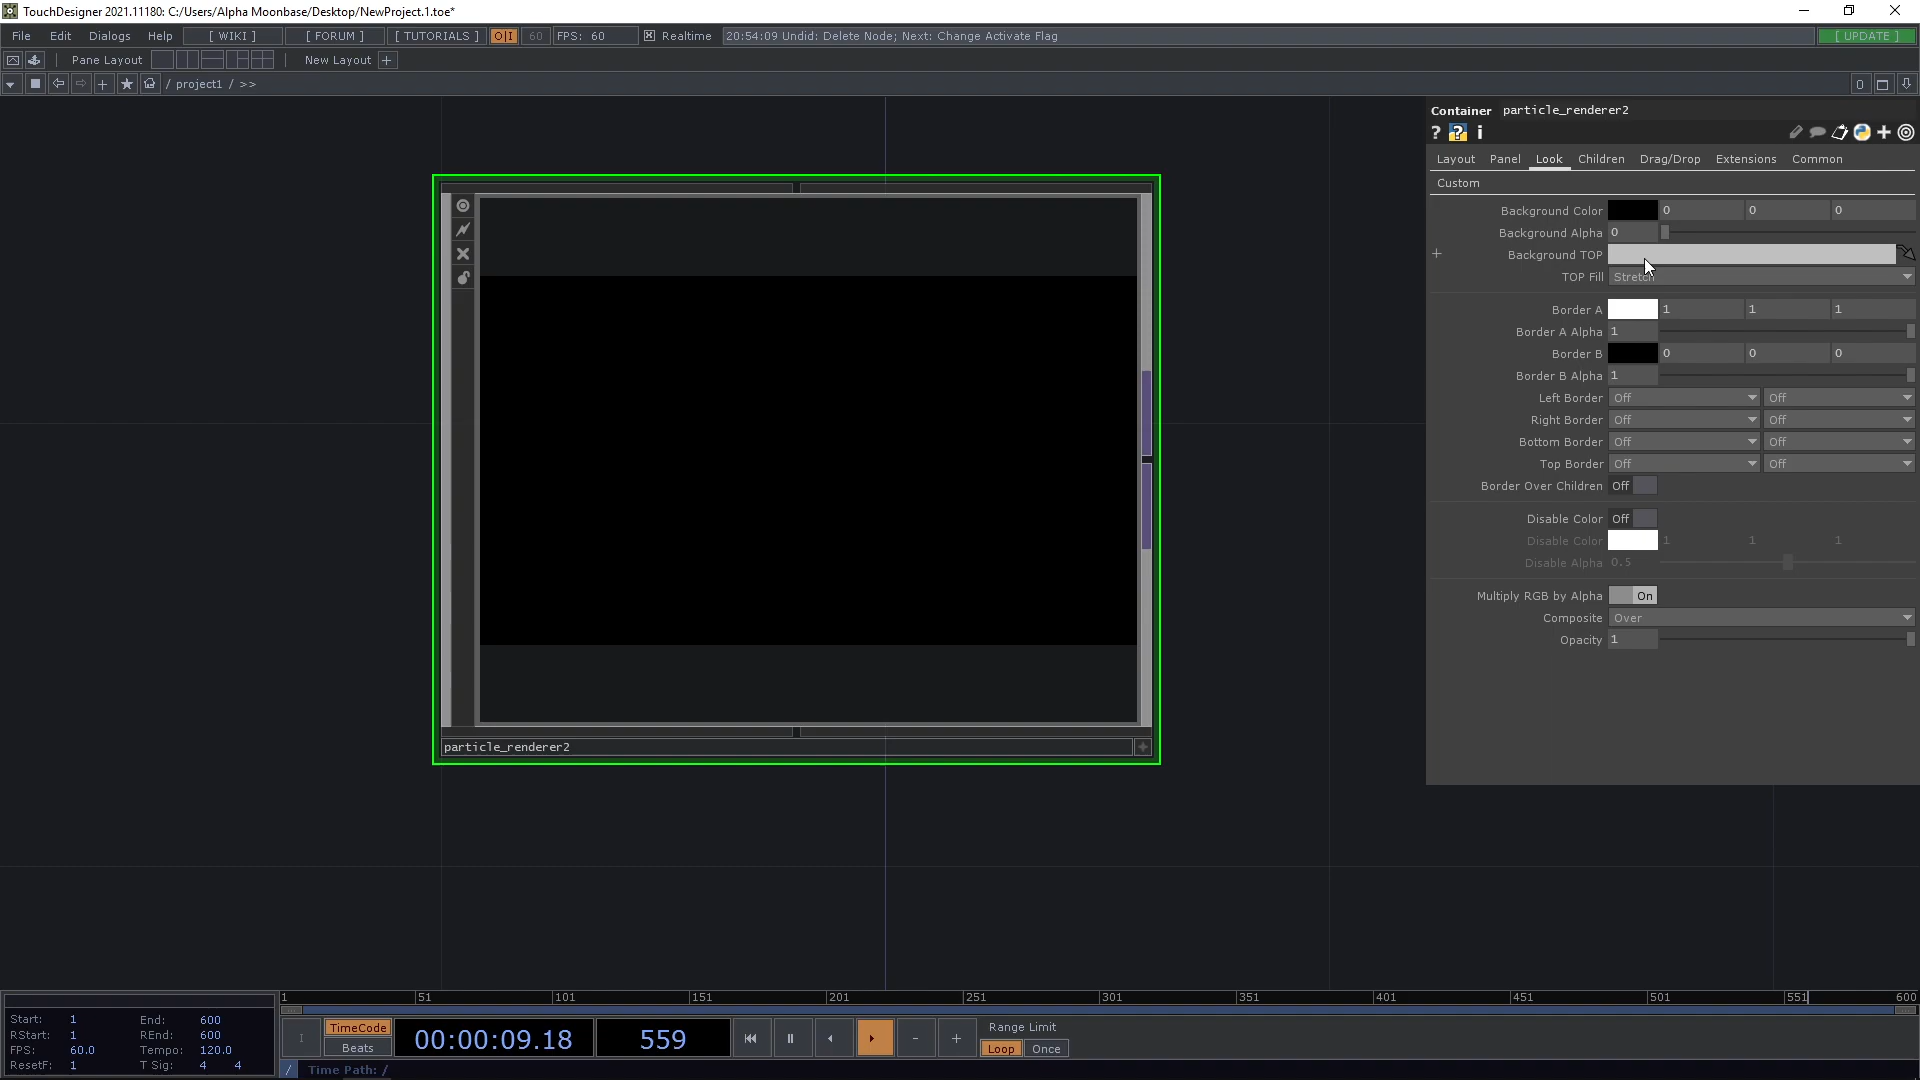 TouchDesigner 2021.11180: C:/Users/Alpha Moonbase/Desktop/NewProject.1.toe*
File Edit Dialogs Help [ WIKI ] [ FORUM ] [ TUTORIALS ] O|I 60 FPS: 60 Realtime 20:54:09 Undid: Delete Node; Next: Change Activate Flag [ UPDATE ]
Pane Layout New Layout +
/ project1 / >> 0
Container particle_renderer2
? ? i
Layout Panel Look Children Drag/Drop Extensions Common
Custom
Background Color 0 0 0
Background Alpha 0
+ Background TOP
TOP Fill Stretch
Border A 1 1 1
Border A Alpha 1
Border B 0 0 0
Border B Alpha 1
Left Border Off Off
Right Border Off Off
Bottom Border Off Off
Top Border Off Off
Border Over Children Off
Disable Color Off
Disable Color 1 1 1
Disable Alpha 0.5
Multiply RGB by Alpha On
Composite Over
Opacity 1
particle_renderer2
1 51 101 151 201 251 301 351 401 451 501 551 600
Start: 1 End: 600
RStart: 1 REnd: 600
FPS: 60.0 Tempo: 120.0
ResetF: 1 T Sig: 4 4
I TimeCode Beats 00:00:09.18 559 - + Range Limit
Loop Once
/ Time Path: /